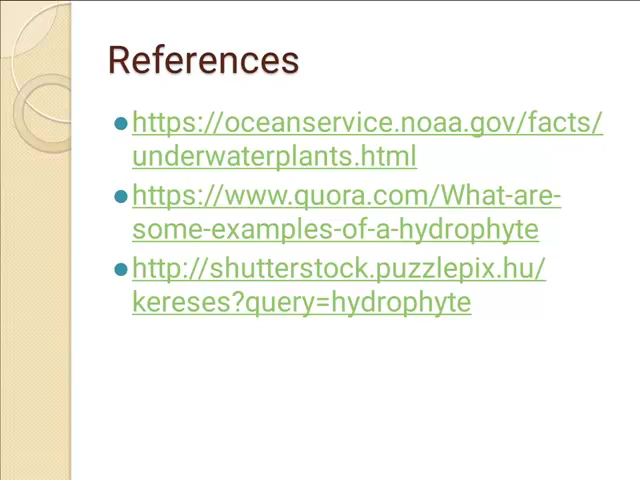 References
https://oceanservice.noaa.gov/facts/
underwaterplants.html
https://www.quora.com/What-are-
some-examples-of-a-hydrophyte
http://shutterstock.puzzlepix.hu/
kereses?query=hydrophyte